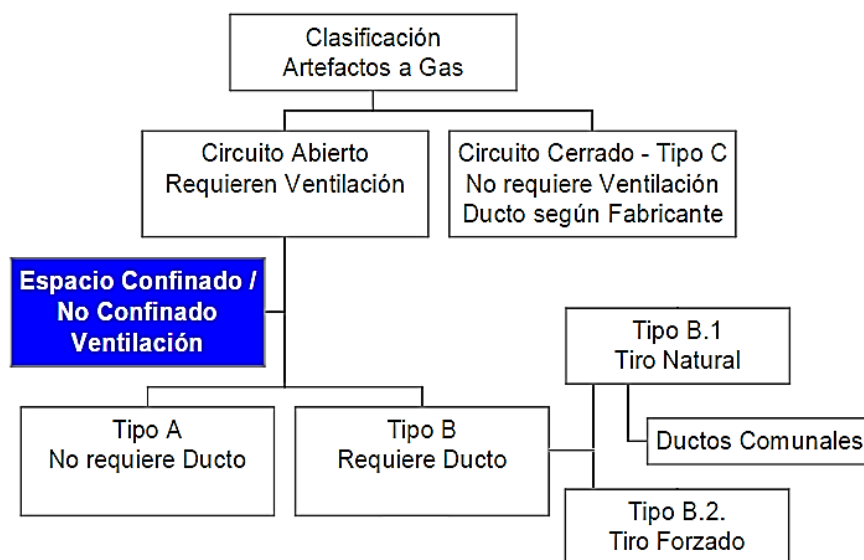 Clasificación
Artefactos a Gas
Circuito Abierto
Requieren Ventilación
Circuito Cerrado - Tipo C
No requiere Ventilación
Ducto según Fabricante
Espacio Confinado /
No Confinado
Ventilación
Tipo A
No requiere Ducto
Tipo B
Requiere Ducto
Tipo B.1
Tiro Natural
Ductos Comunales
Tipo B.2.
Tiro Forzado